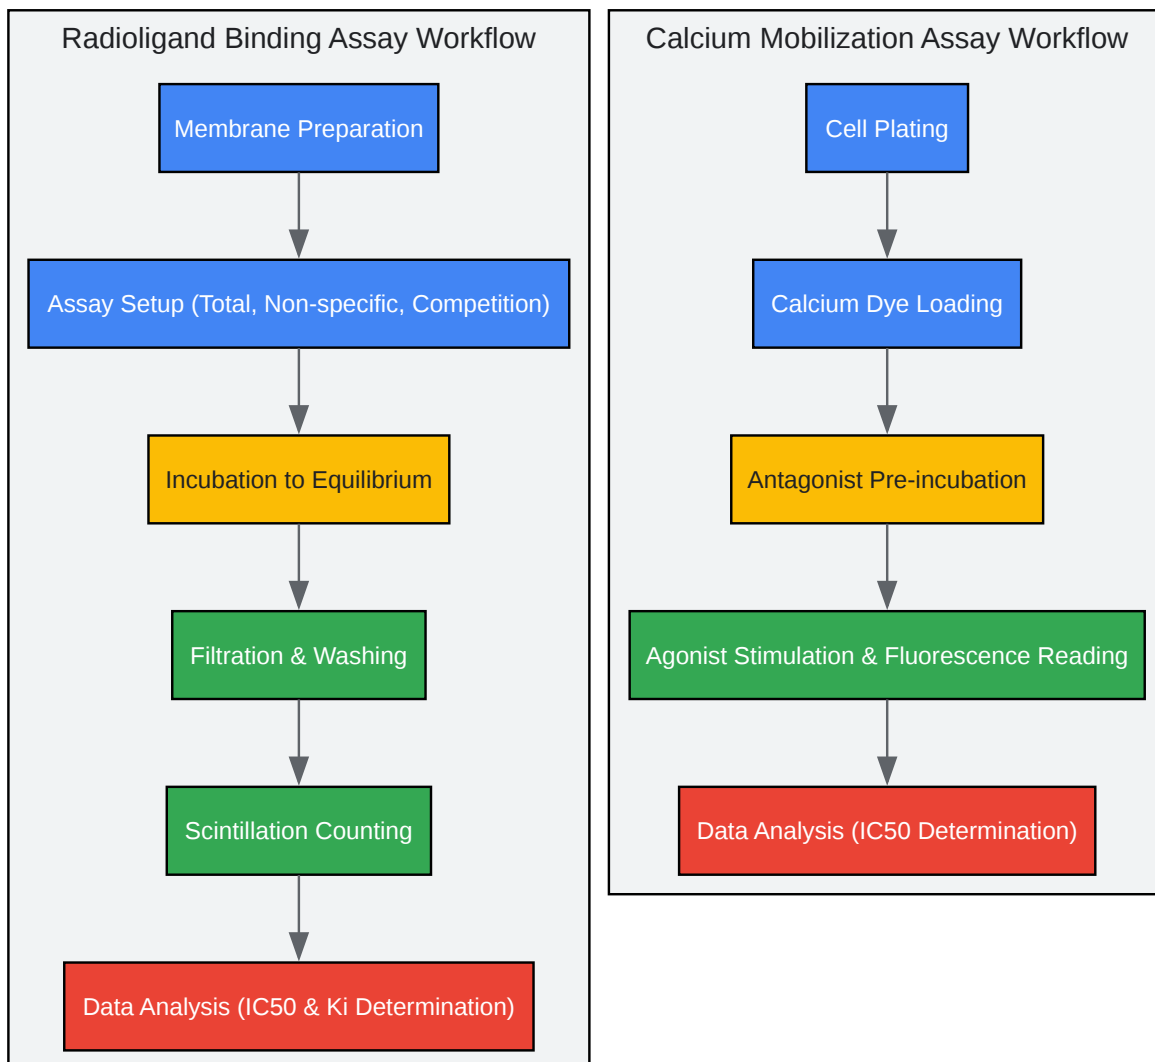 Radioligand Binding Assay Workflow
Membrane Preparation
Assay Setup (Total, Non-specific, Competition)
Incubation to Equilibrium
Filtration & Washing
Scintillation Counting
Data Analysis (IC50 & Ki Determination)
Calcium Mobilization Assay Workflow
Cell Plating
Calcium Dye Loading
Antagonist Pre-incubation
Agonist Stimulation & Fluorescence Reading
Data Analysis (IC50 Determination)